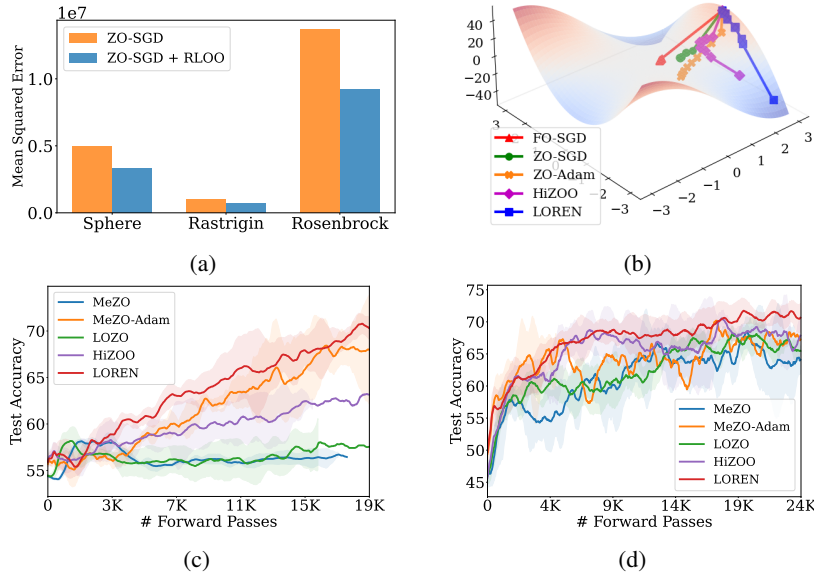 1e7
Mean Squared Error
1.0
0.5
0.0
ZO-SGD
ZO-SGD + RLOO
Sphere Rastrigin Rosenbrock
(a)
40
20
0
−20
−40
3
FO-SGD
ZO-SGD
ZO-Adam
HiZOO
LOREN
−3 −2 −1 0 1 2 3
−3
−2
(b)
Test Accuracy
70
65
60
55
MeZO
MeZO-Adam
LOZO
HiZOO
LOREN
0 3K 7K 11K 15K 19K
# Forward Passes
(c)
Test Accuracy
75
70
65
60
55
50
45
MeZO
MeZO-Adam
LOZO
HiZOO
LOREN
0 4K 9K 14K 19K 24K
# Forward Passes
(d)